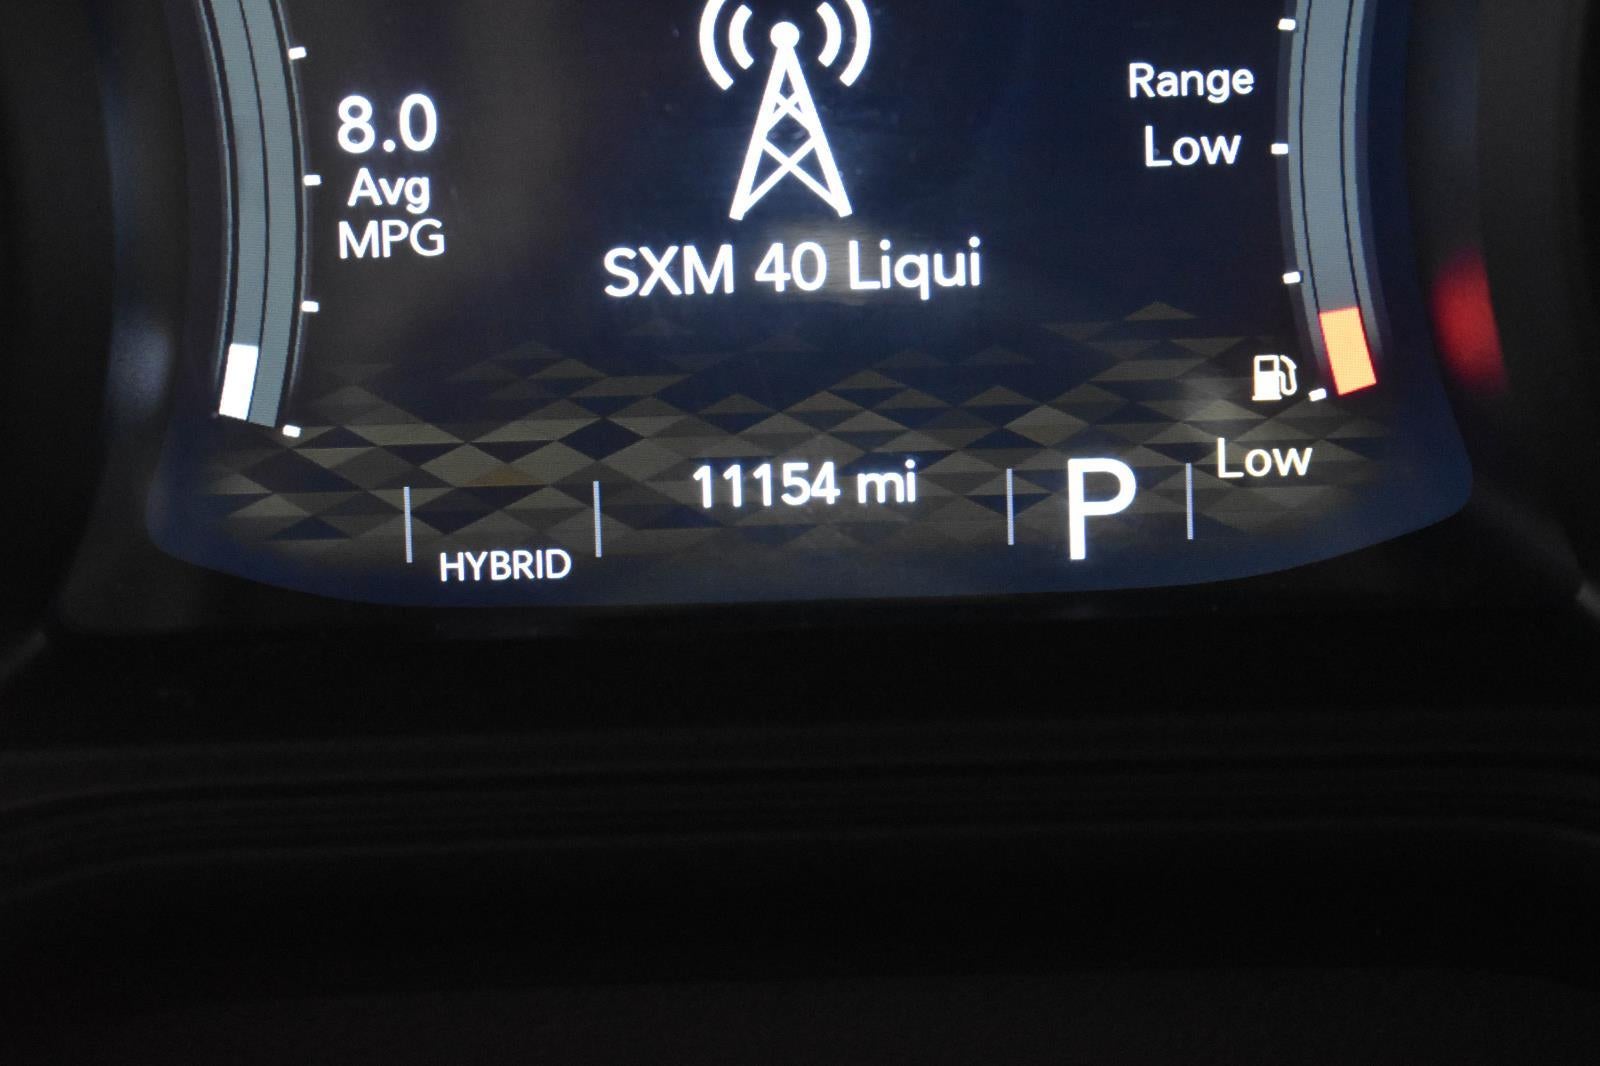 8.0
Avg
MPG
SXM 40 Liqui
Range
Low
HYBRID
11154 mi
P
Low